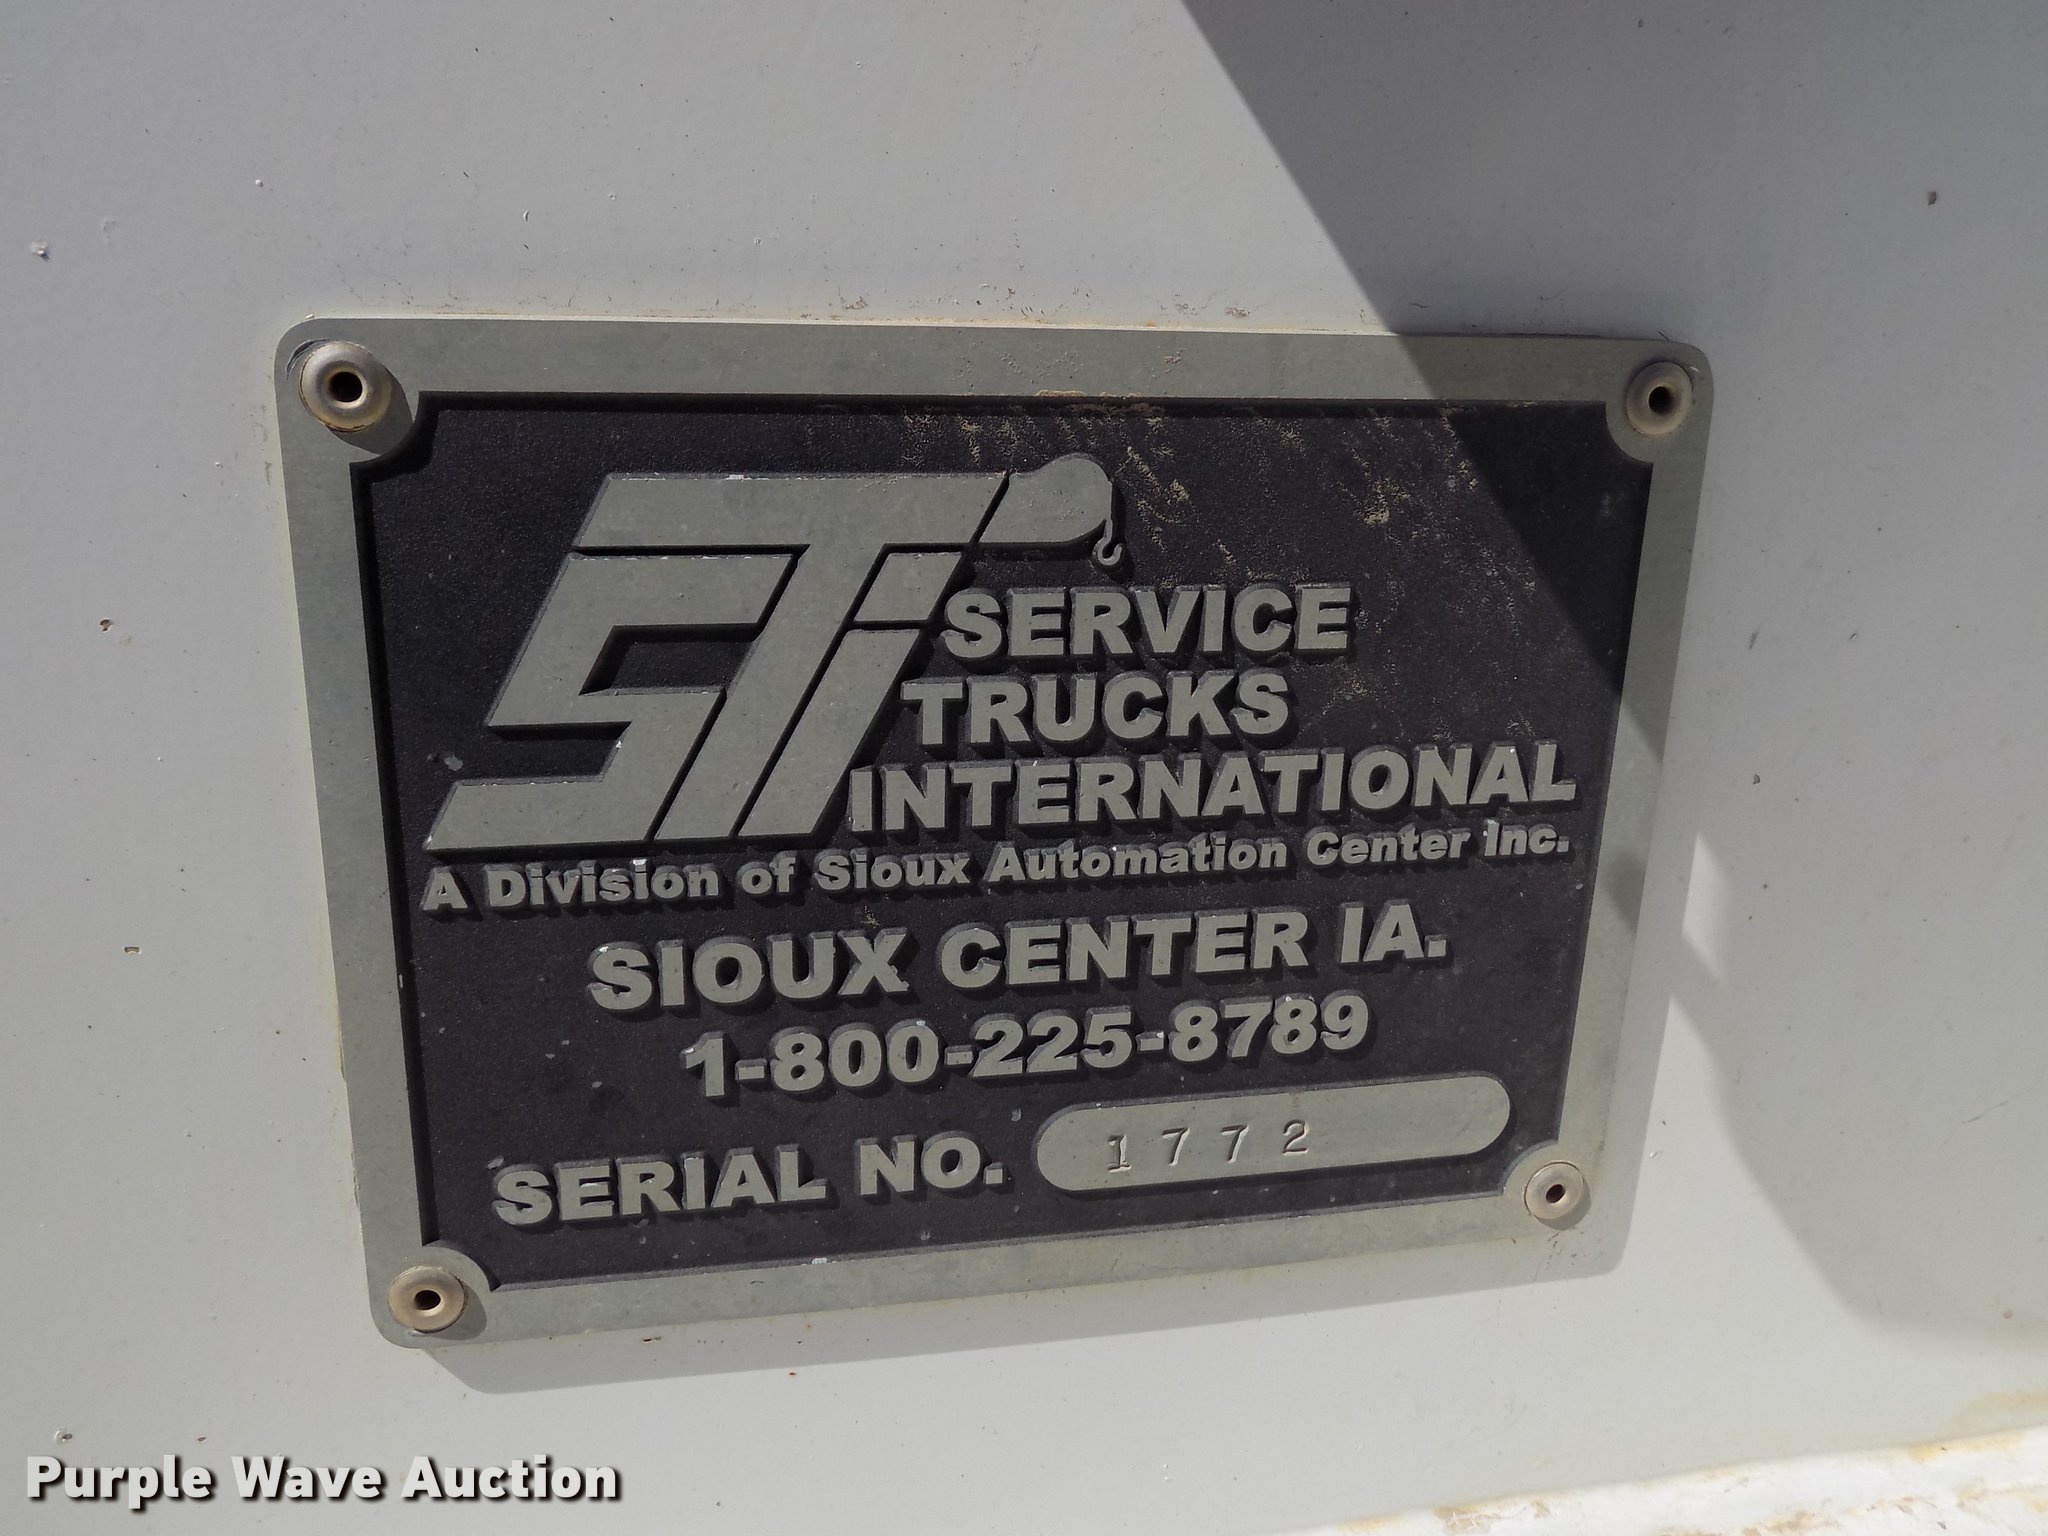 STi
SERVICE
TRUCKS
INTERNATIONAL
A Division of Sioux Automation Center Inc.
SIOUX CENTER IA.
1-800-225-8789
SERIAL NO. 1772
Purple Wave Auction